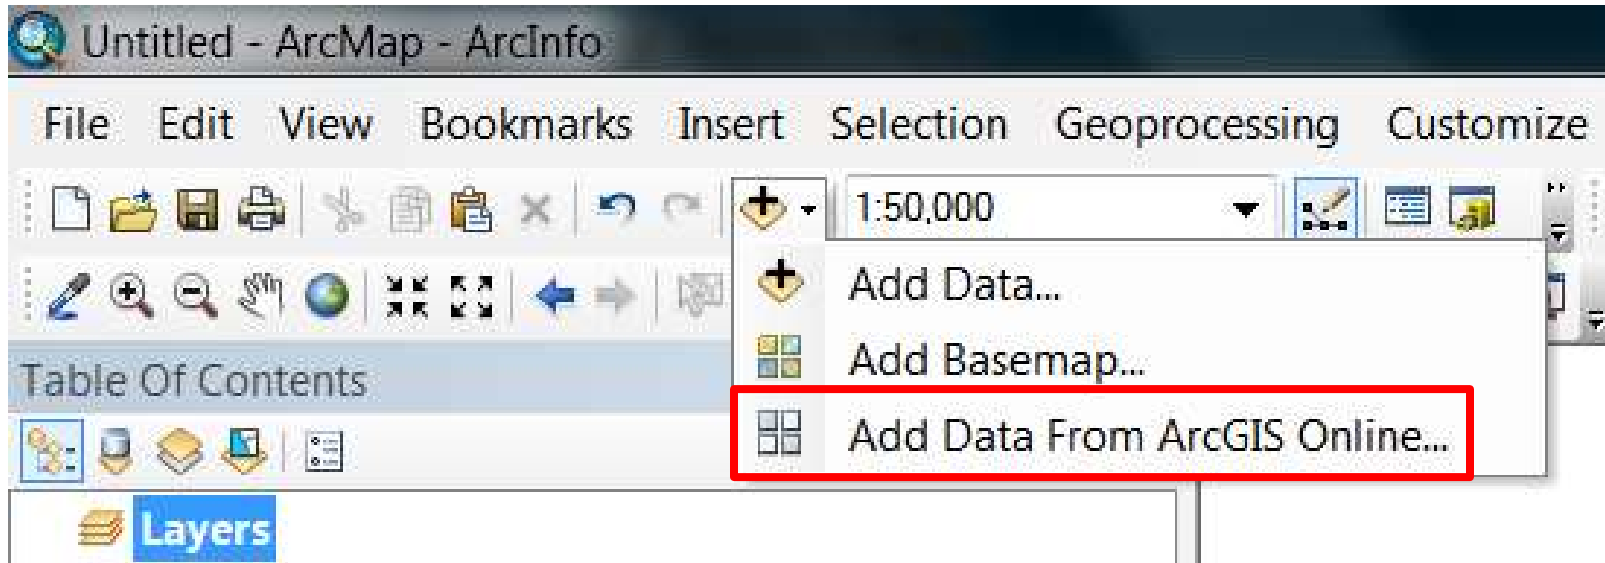 Untitled - ArcMap - ArcInfo
File Edit View Bookmarks Insert Selection Geoprocessing Customize
1:50,000
Add Data...
Add Basemap...
Table Of Contents
Add Data From ArcGIS Online...
Layers